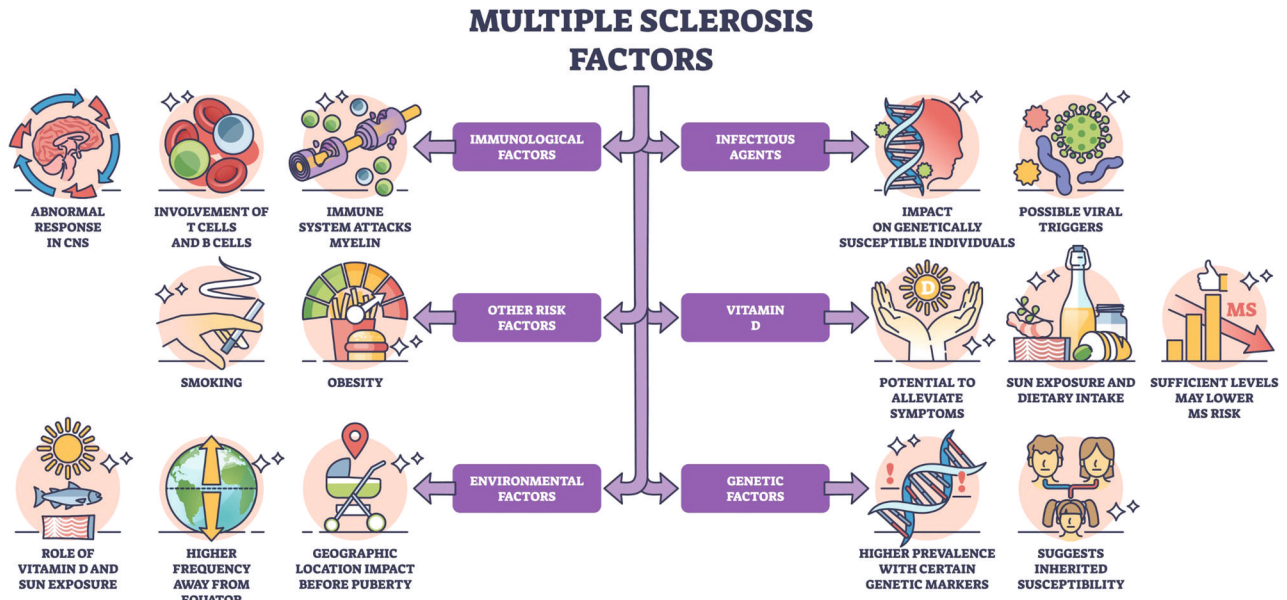 MULTIPLE SCLEROSIS
FACTORS
IMMUNOLOGICAL
FACTORS
ABNORMAL
RESPONSE
IN CNS
INVOLVEMENT OF
T CELLS
AND B CELLS
IMMUNE
SYSTEM ATTACKS
MYELIN
INFECTIOUS
AGENTS
IMPACT
ON GENETICALLY
SUSCEPTIBLE INDIVIDUALS
POSSIBLE VIRAL
TRIGGERS
OTHER RISK
FACTORS
SMOKING
OBESITY
VITAMIN
D
D
POTENTIAL TO
ALLEVIATE
SYMPTOMS
SUN EXPOSURE AND
DIETARY INTAKE
MS
SUFFICIENT LEVELS
MAY LOWER
MS RISK
ENVIRONMENTAL
FACTORS
ROLE OF
VITAMIN D AND
SUN EXPOSURE
HIGHER
FREQUENCY
AWAY FROM
EQUATOR
GEOGRAPHIC
LOCATION IMPACT
BEFORE PUBERTY
GENETIC
FACTORS
! !
HIGHER PREVALENCE
WITH CERTAIN
GENETIC MARKERS
SUGGESTS
INHERITED
SUSCEPTIBILITY